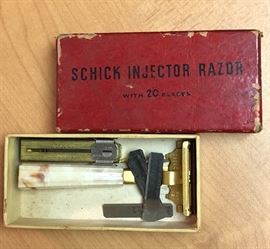 SCHICK INJECTOR RAZOR
WITH 20 BLADES